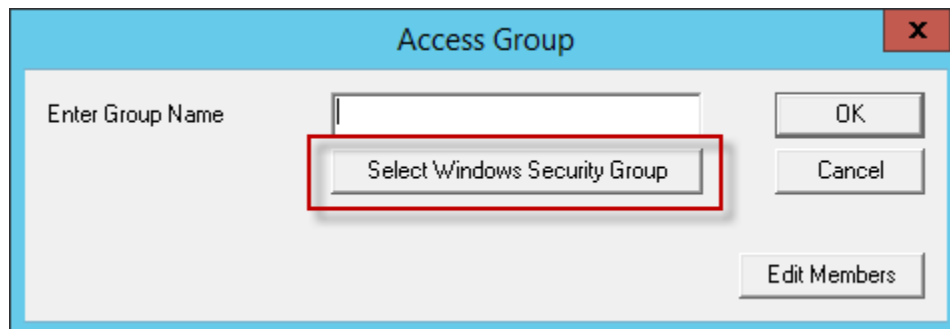 Access Group
x
Enter Group Name
OK
Select Windows Security Group
Cancel
Edit Members